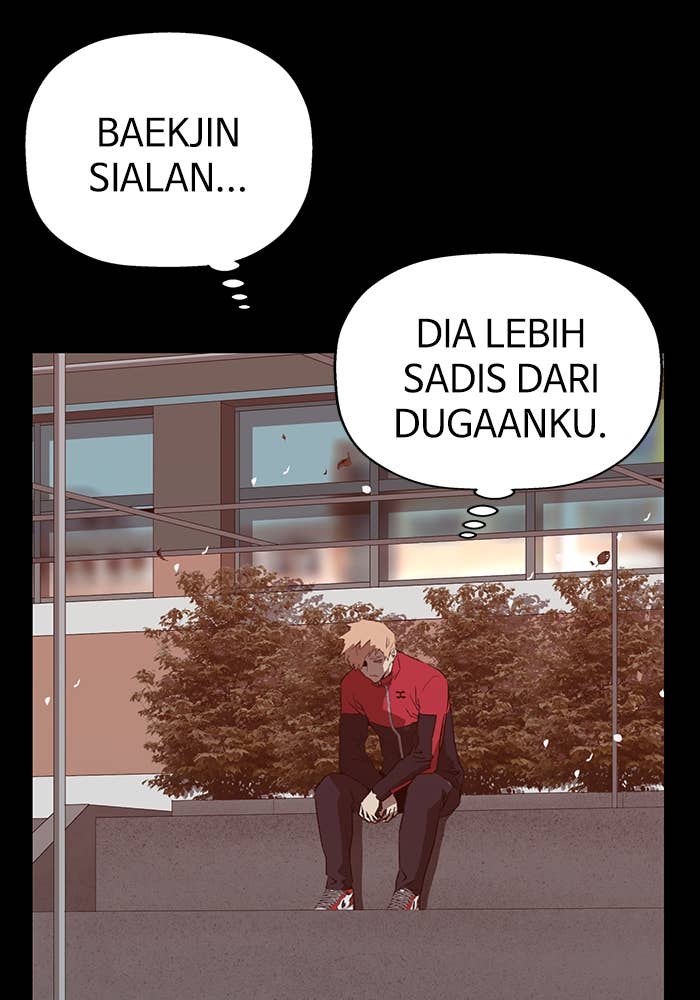 BAEKJIN
SIALAN...
DIA LEBIH
SADIS DARI
DUGAANKU.